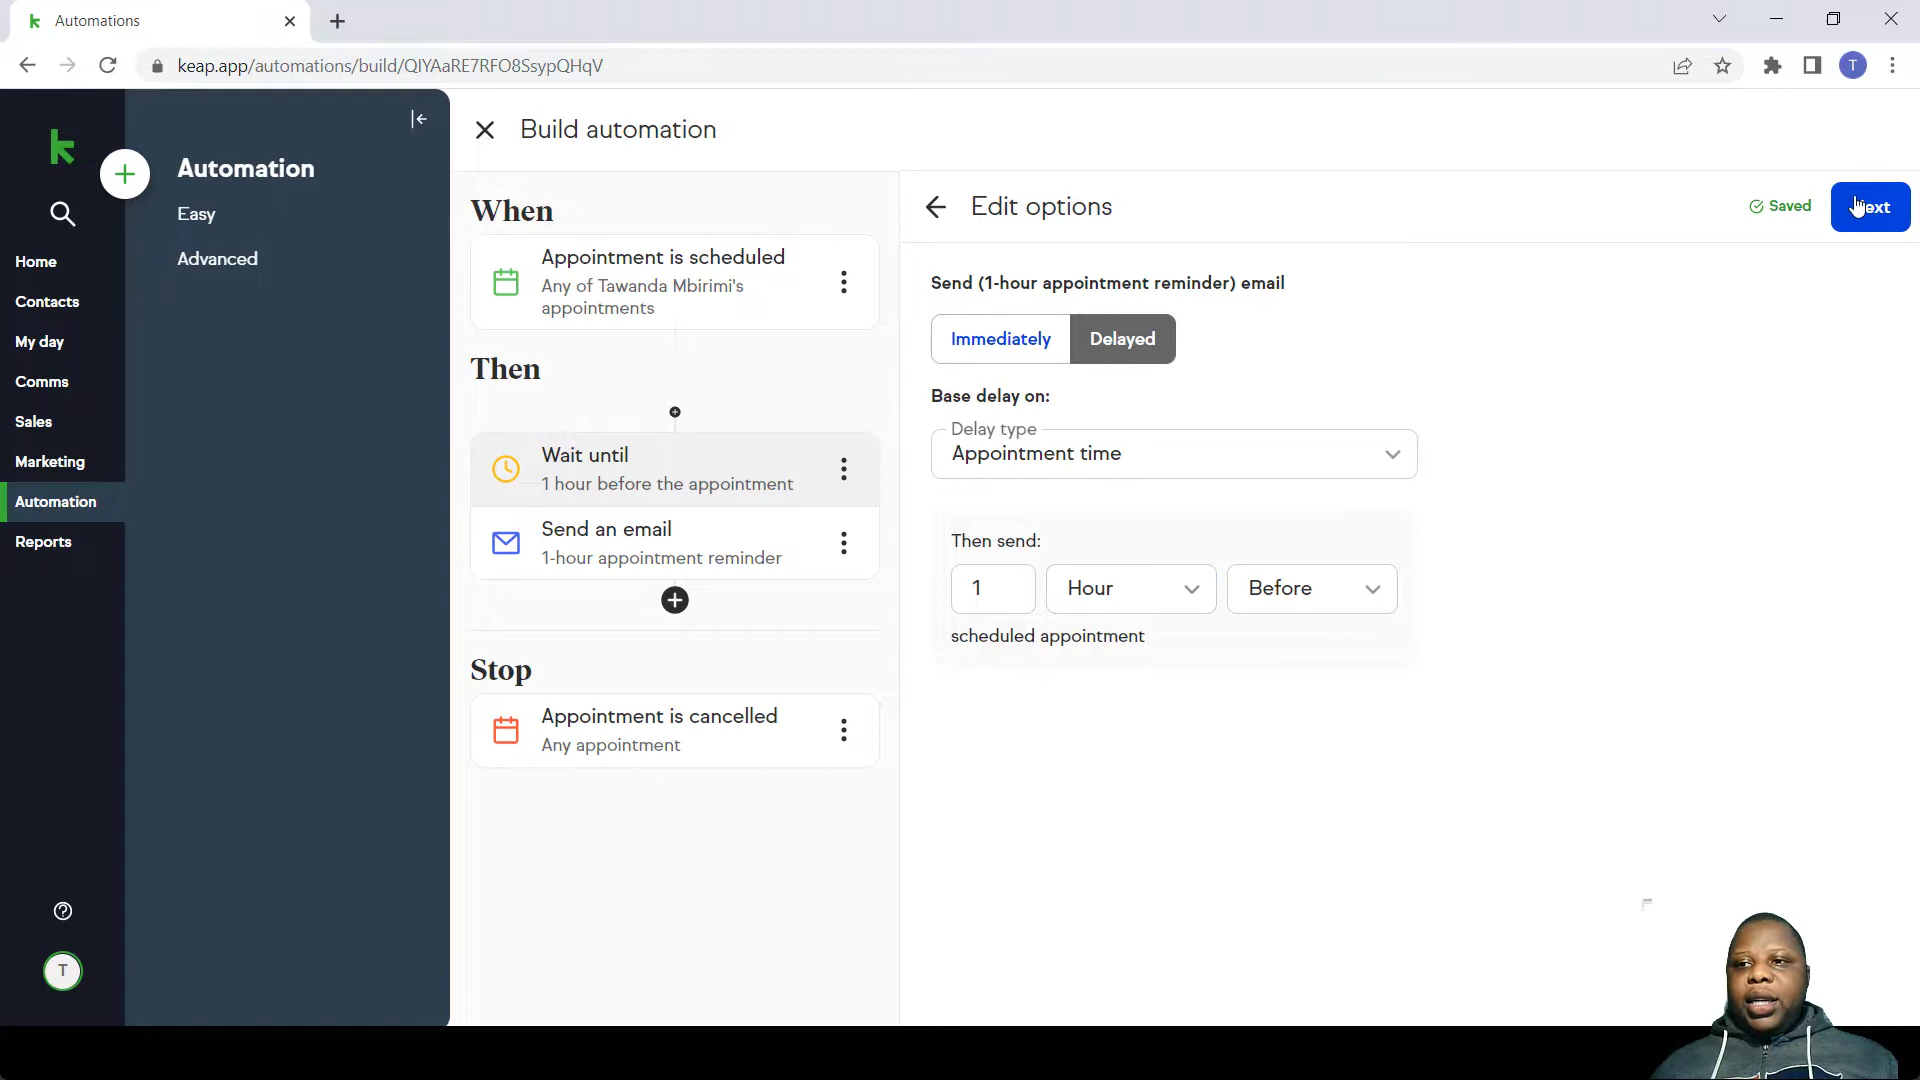 Automations
keap.app/automations/build/QIYAaRE7RFO8SsypQHqV
T
Automation
Easy
Advanced
Home
Contacts
My day
Comms
Sales
Marketing
Automation
Reports
T
Build automation
When
Appointment is scheduled
Any of Tawanda Mbirimi's
appointments
Then
Wait until
1 hour before the appointment
Send an email
1-hour appointment reminder
Stop
Appointment is cancelled
Any appointment
Edit options
Saved
Send (1-hour appointment reminder) email
Immediately
Delayed
Base delay on:
Delay type
Appointment time
Then send:
1
Hour
Before
scheduled appointment